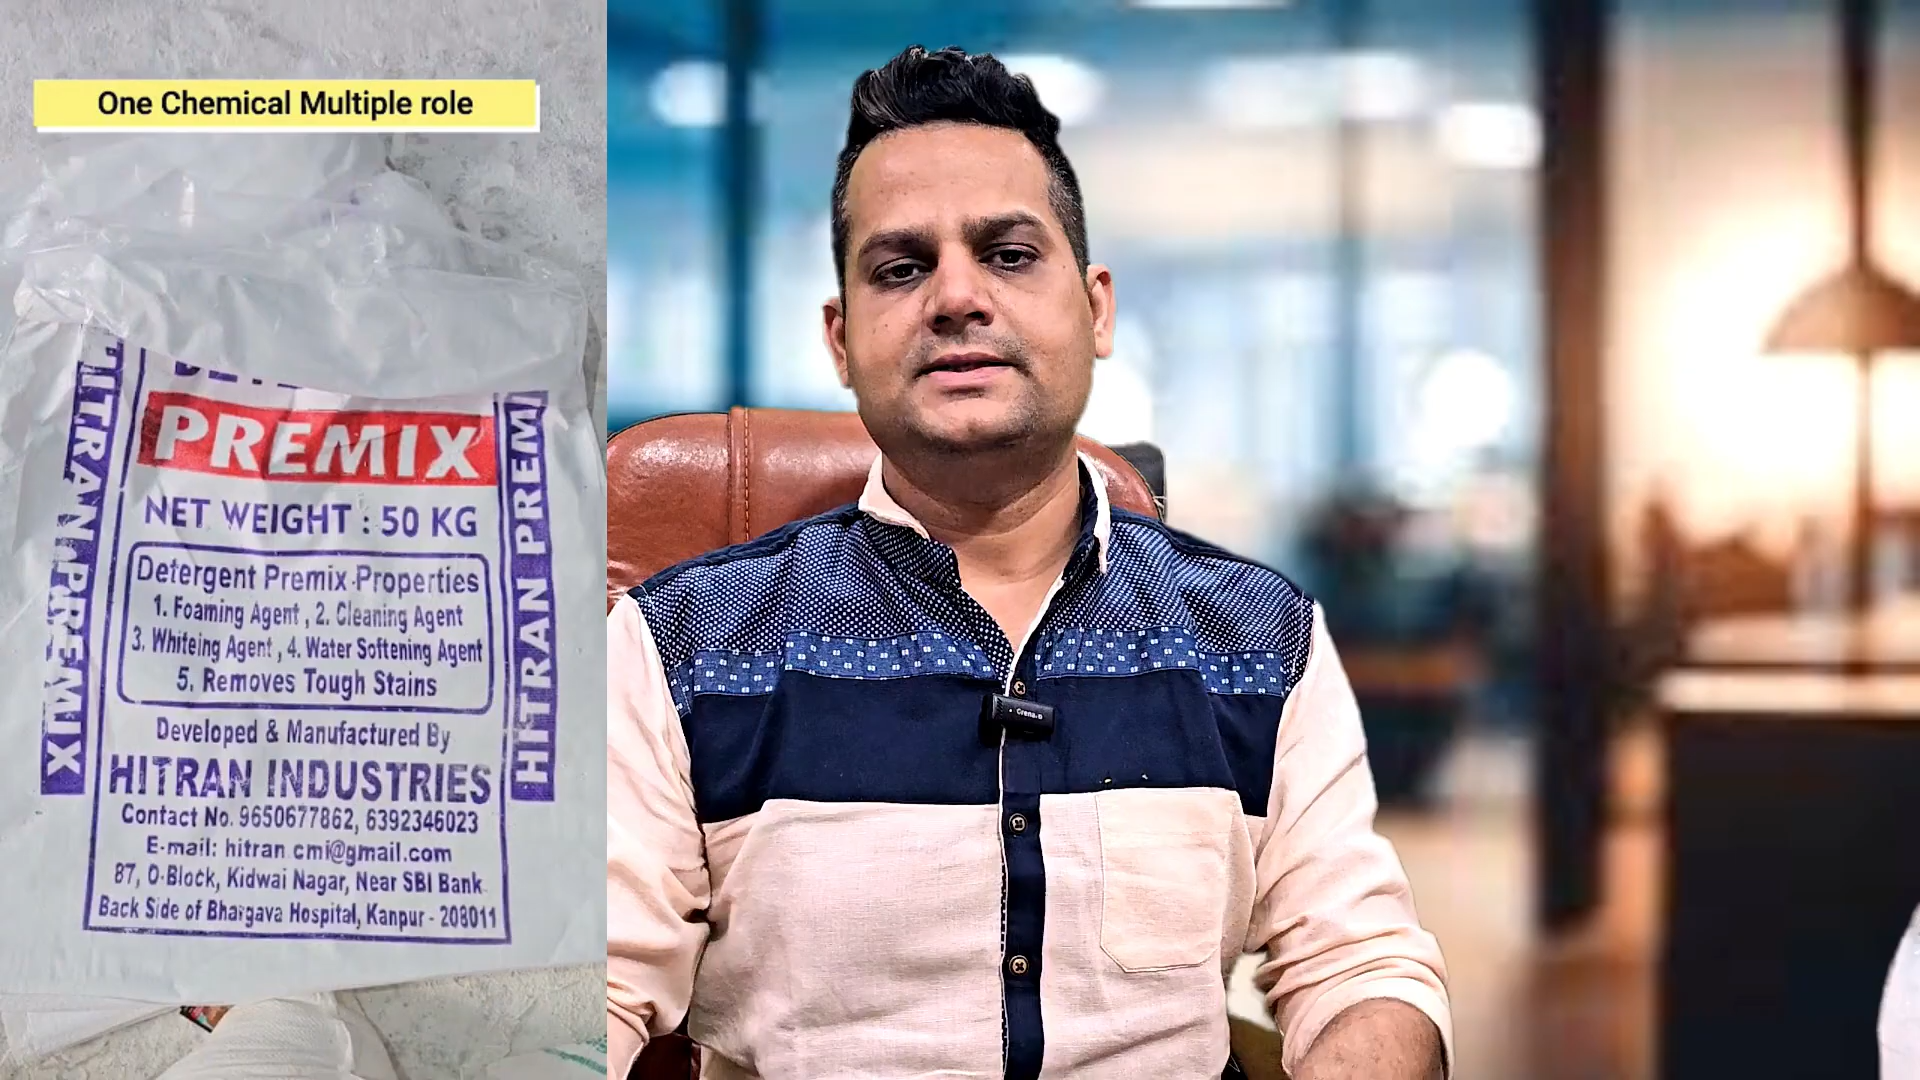 One Chemical Multiple role
PREMIX
NET WEIGHT : 50 KG
Detergent Premix Properties
1. Foaming Agent , 2. Cleaning Agent
3. Whiteing Agent , 4. Water Softening Agent
5. Removes Tough Stains
Developed & Manufactured By
HITRAN INDUSTRIES
Contact No. 9650677862, 6392346023
E-mail: hitran.cmi@gmail.com
87, O-Block, Kidwai Nagar, Near SBI Bank
Back Side of Bhargava Hospital, Kanpur - 208011
HITRAN PREMIX
HITRAN PREMI